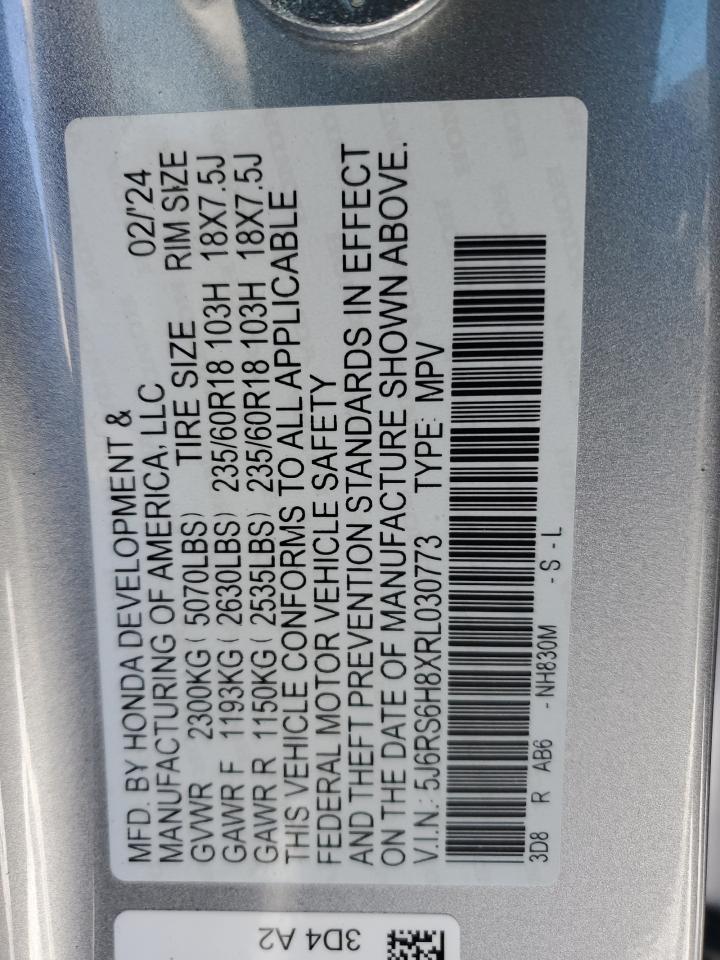 MFD. BY HONDA DEVELOPMENT &
MANUFACTURING OF AMERICA, LLC 02/'24
GVWR 2300KG ( 5070LBS) TIRE SIZE RIM SIZE
GAWR F 1193KG ( 2630LBS) 235/60R18 103H 18X7.5J
GAWR R 1150KG ( 2535LBS) 235/60R18 103H 18X7.5J
THIS VEHICLE CONFORMS TO ALL APPLICABLE
FEDERAL MOTOR VEHICLE SAFETY
AND THEFT PREVENTION STANDARDS IN EFFECT
ON THE DATE OF MANUFACTURE SHOWN ABOVE.
V.I.N.: 5J6RS6H8XRL030773 TYPE: MPV
3D8 R AB6 -NH830M -S-L
3D4 A2